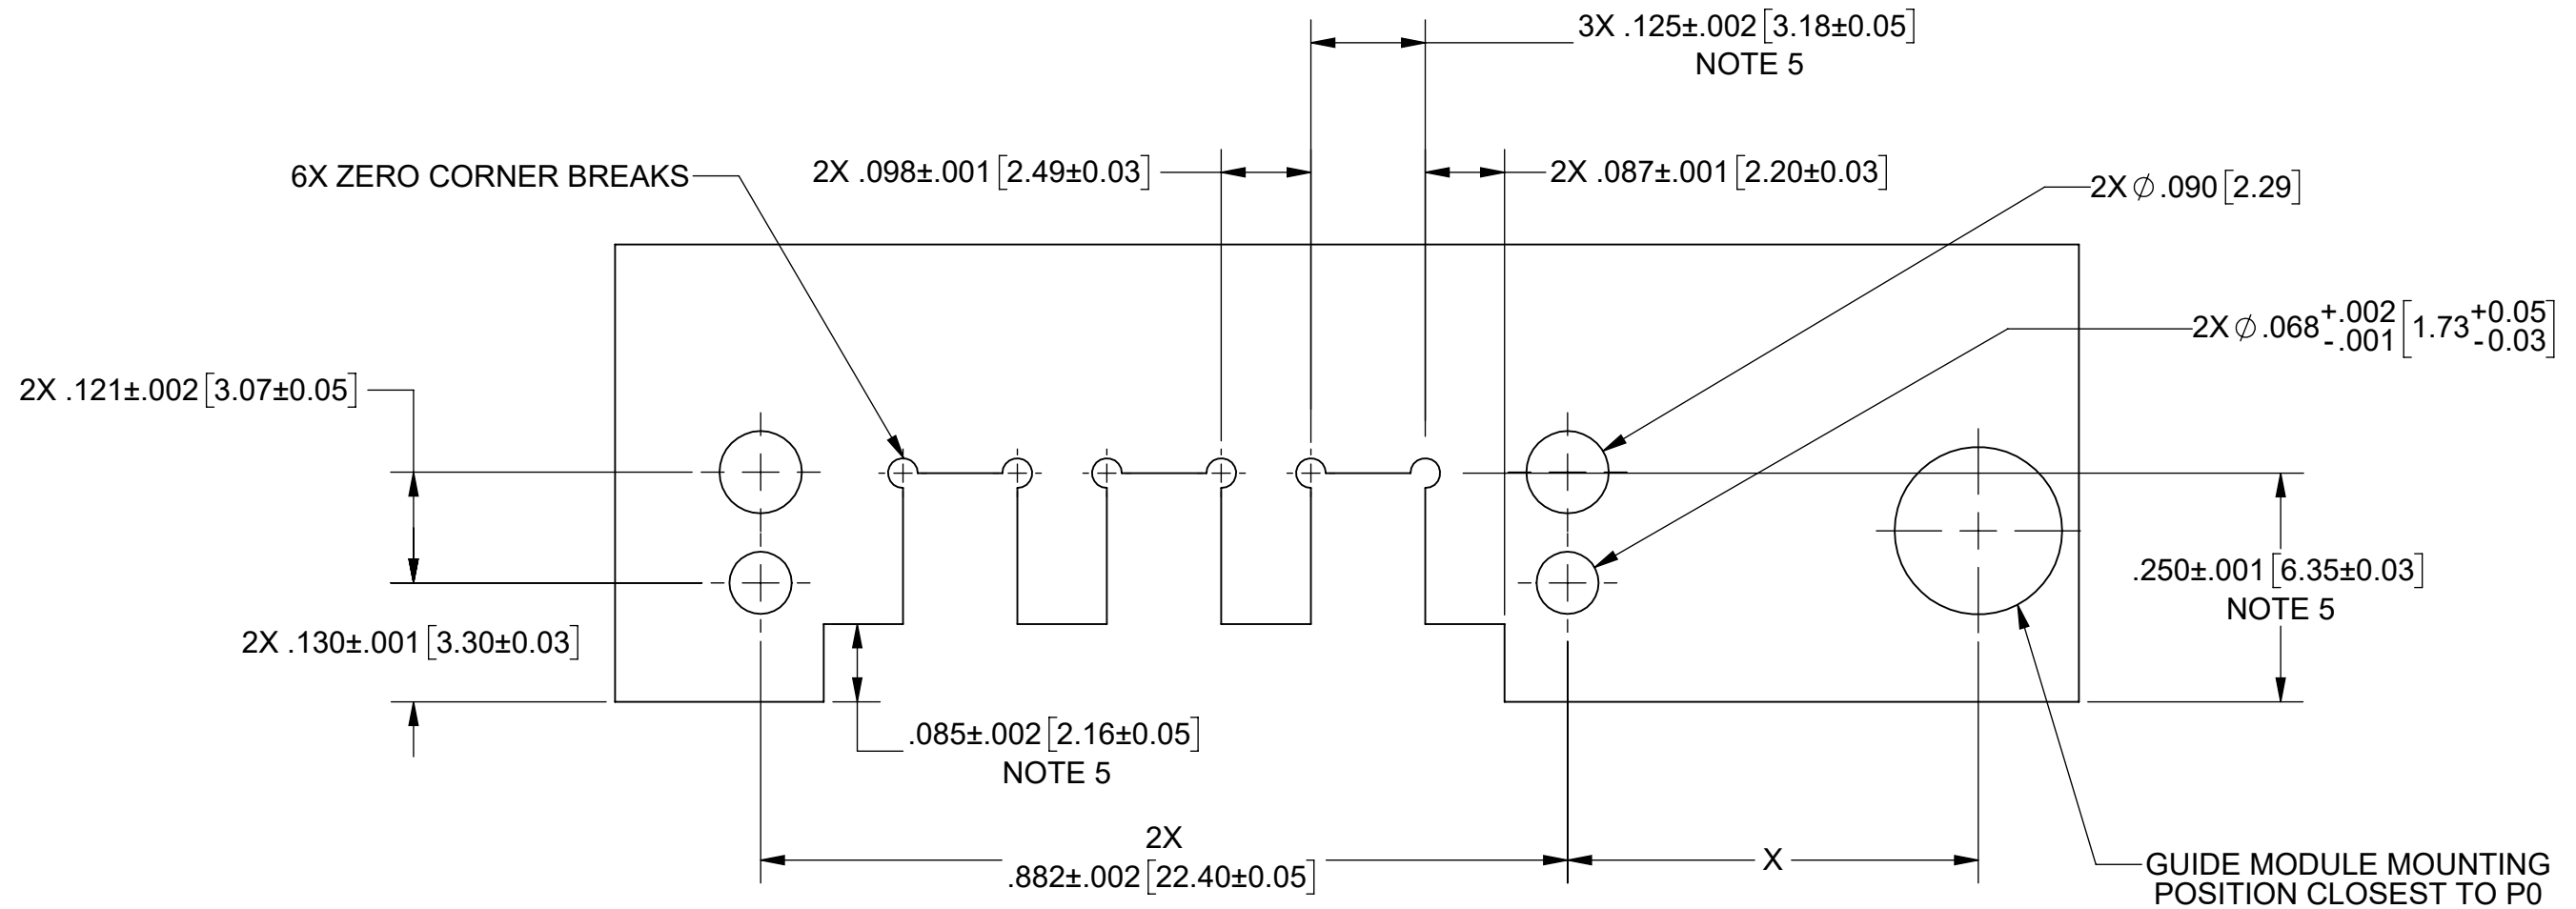 3X .125±.002[3.18±0.05]
NOTE 5
6X ZERO CORNER BREAKS
2X .098±.001[2.49±0.03]
2X .087±.001[2.20±0.03]
2X ∅.090[2.29]
2X ∅.068 +.002 -.001 [1.73 +0.05 -0.03]
2X .121±.002[3.07±0.05]
.250±.001[6.35±0.03]
NOTE 5
2X .130±.001[3.30±0.03]
.085±.002[2.16±0.05]
NOTE 5
2X
.882±.002[22.40±0.05]
X
GUIDE MODULE MOUNTING
POSITION CLOSEST TO P0